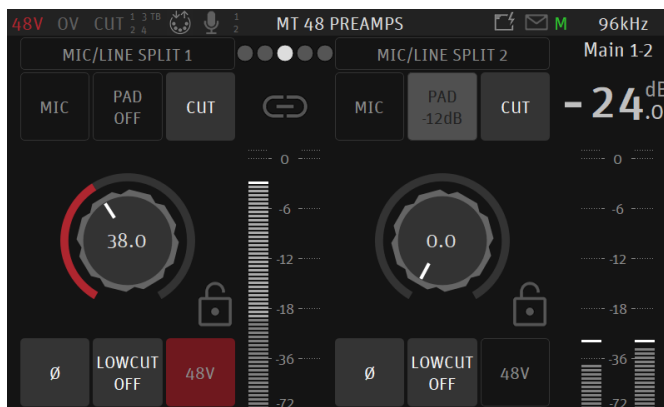 48V OV CUT 1 3 TB 2 4 1 2 MT 48 PREAMPS M 96kHz
MIC/LINE SPLIT 1 MIC/LINE SPLIT 2 Main 1-2
MIC PAD OFF CUT MIC PAD -12dB CUT -24.0 dB
0 0
-6 -6
38.0 0.0
-12 -12
-18 -18
-36 -36
Ø LOWCUT OFF 48V Ø LOWCUT OFF 48V
-72 -72